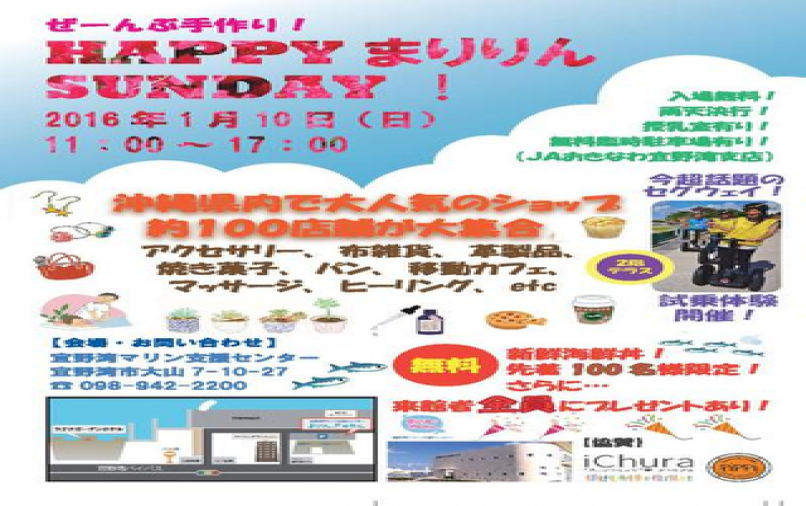 ぜーんぶ手作り！
HAPPY まりりん
SUNDAY ！
2016 年 1 月 10 日（日）
11：00 ～ 17：00
入場無料！
雨天決行！
授乳室有り！
無料臨時駐車場有り！
（JAおきなわ宜野湾支店）
沖縄県内で大人気のショップ
約100店舗が大集合
アクセサリー、 布雑貨、 革製品、
焼き菓子、 パン、 移動カフェ、
マッサージ、 ヒーリング、 etc
今超話題の
セグウェイ！
2階
テラス
試乗体験
開催！
【会場・お問い合わせ】
宜野湾マリン支援センター
宜野湾市大山 7-10-27
☎ 098-942-2200
無料
新鮮海鮮丼！
先着 100 名様限定！
さらに…
来館者全員にプレゼントあり！
宜野湾バイパス
【協賛】
iChura